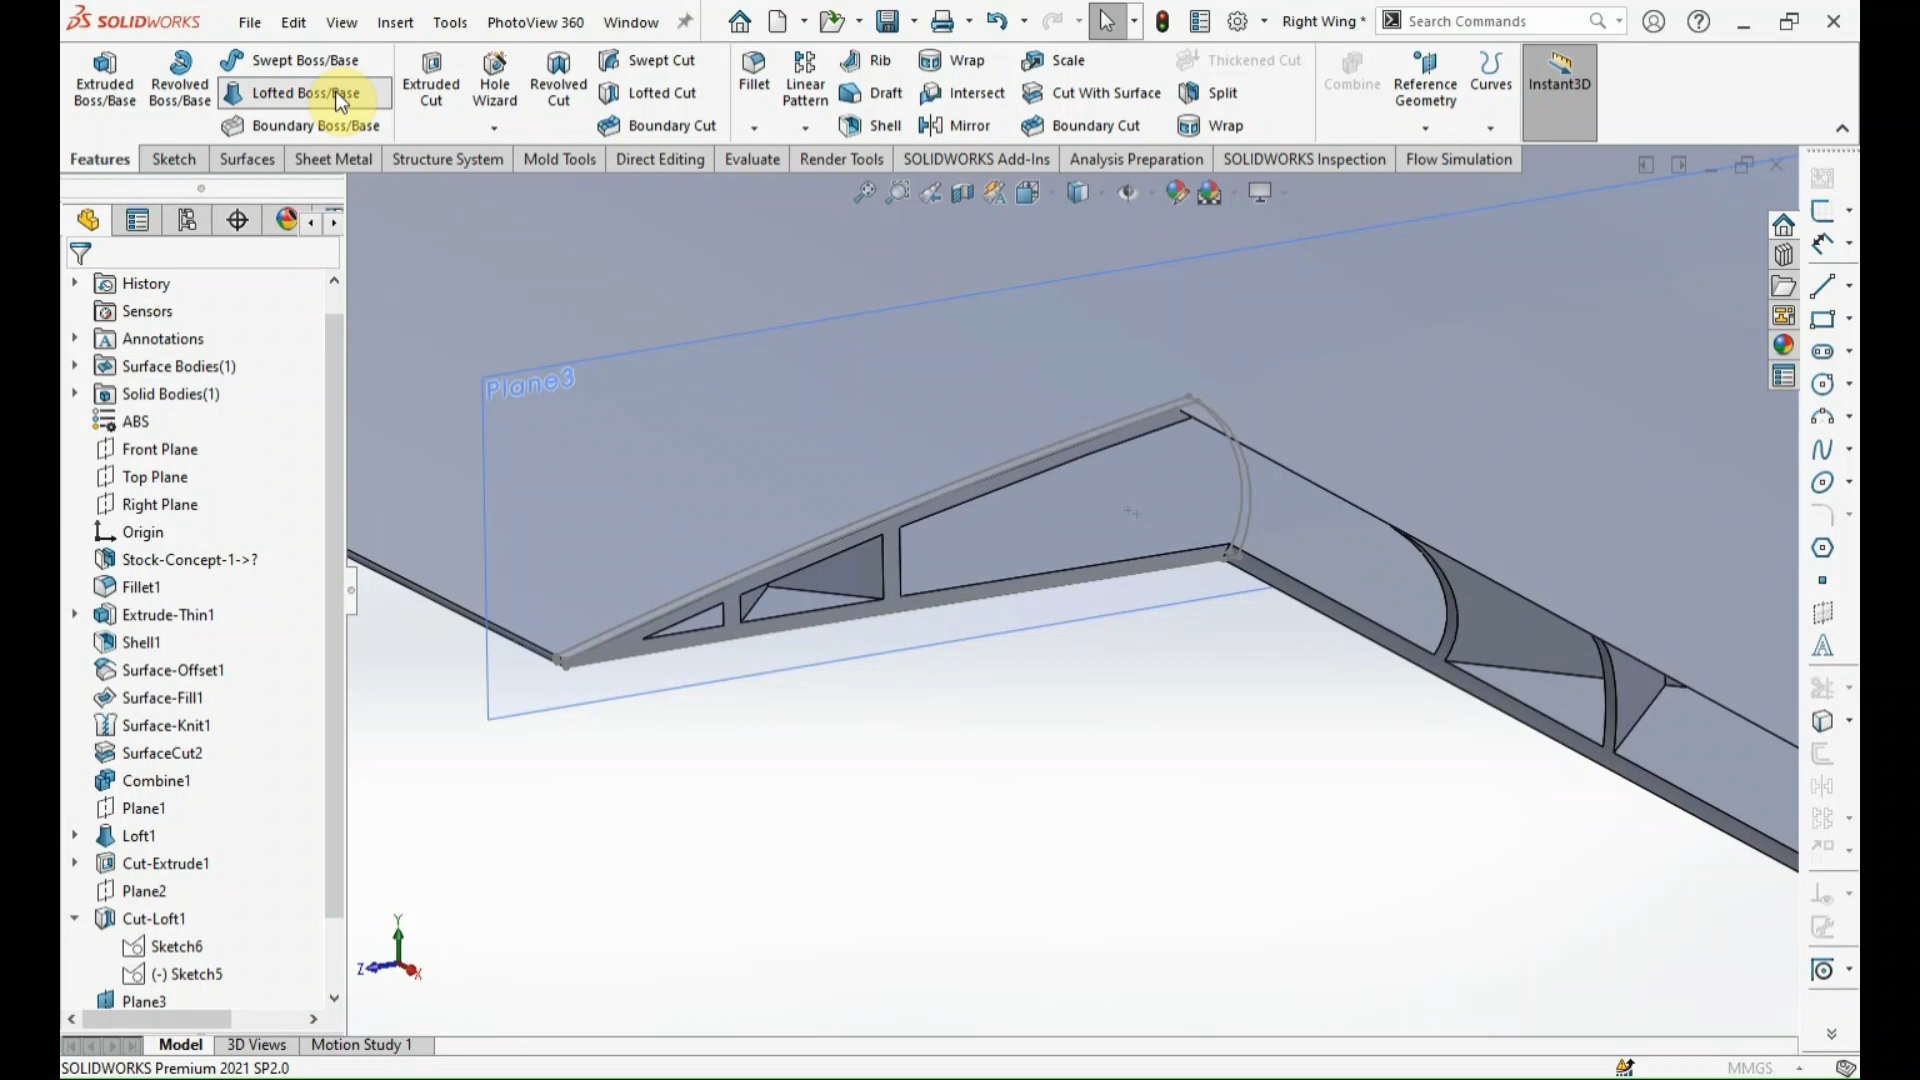 SOLIDWORKS
File
Edit
View
Insert
Tools
PhotoView 360
Window
Right Wing *
Search Commands
Extruded
Boss/Base
Revolved
Boss/Base
Swept Boss/Base
Lofted Boss/Base
Boundary Boss/Base
Extruded
Cut
Hole
Wizard
Revolved
Cut
Swept Cut
Lofted Cut
Boundary Cut
Fillet
Linear
Pattern
Rib
Draft
Shell
Wrap
Intersect
Mirror
Scale
Cut With Surface
Boundary Cut
Thickened Cut
Split
Wrap
Combine
Reference
Geometry
Curves
Instant3D
Features
Sketch
Surfaces
Sheet Metal
Structure System
Mold Tools
Direct Editing
Evaluate
Render Tools
SOLIDWORKS Add-Ins
Analysis Preparation
SOLIDWORKS Inspection
Flow Simulation
History
Sensors
Annotations
Surface Bodies(1)
Solid Bodies(1)
ABS
Front Plane
Top Plane
Right Plane
Origin
Stock-Concept-1->?
Fillet1
Extrude-Thin1
Shell1
Surface-Offset1
Surface-Fill1
Surface-Knit1
SurfaceCut2
Combine1
Plane1
Loft1
Cut-Extrude1
Plane2
Cut-Loft1
Sketch6
(-) Sketch5
Plane3
Plane3
Y
Z
X
Model
3D Views
Motion Study 1
SOLIDWORKS Premium 2021 SP2.0
MMGS